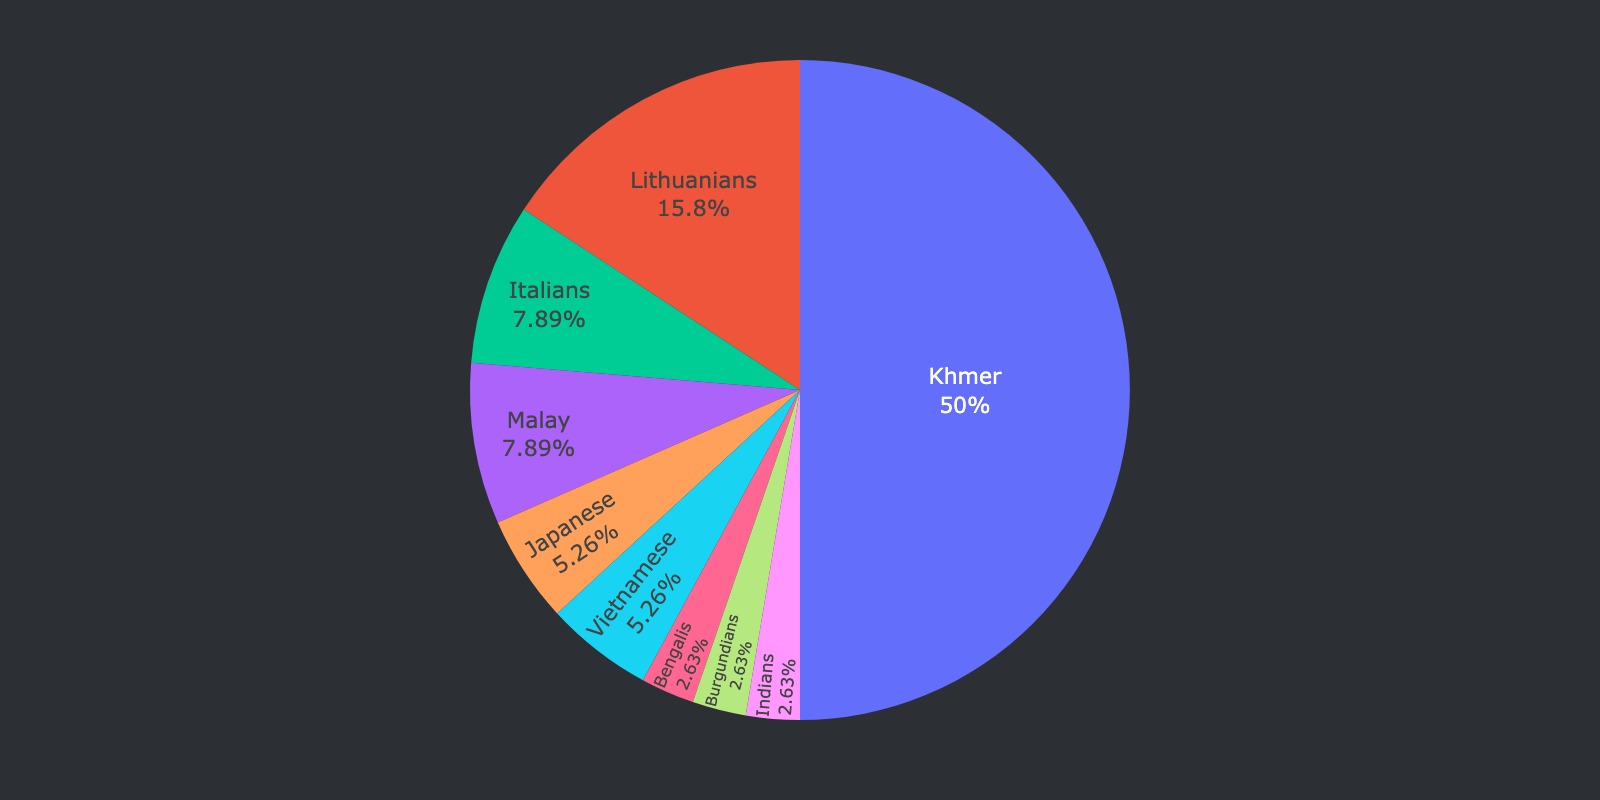 Lithuanians
15.8%
Italians
7.89%
Khmer
50%
Malay
7.89%
Japanese
5.26%
Vietnamese
5.26%
Bengalis
2.63%
Burgundians
2.63%
Indians
2.63%